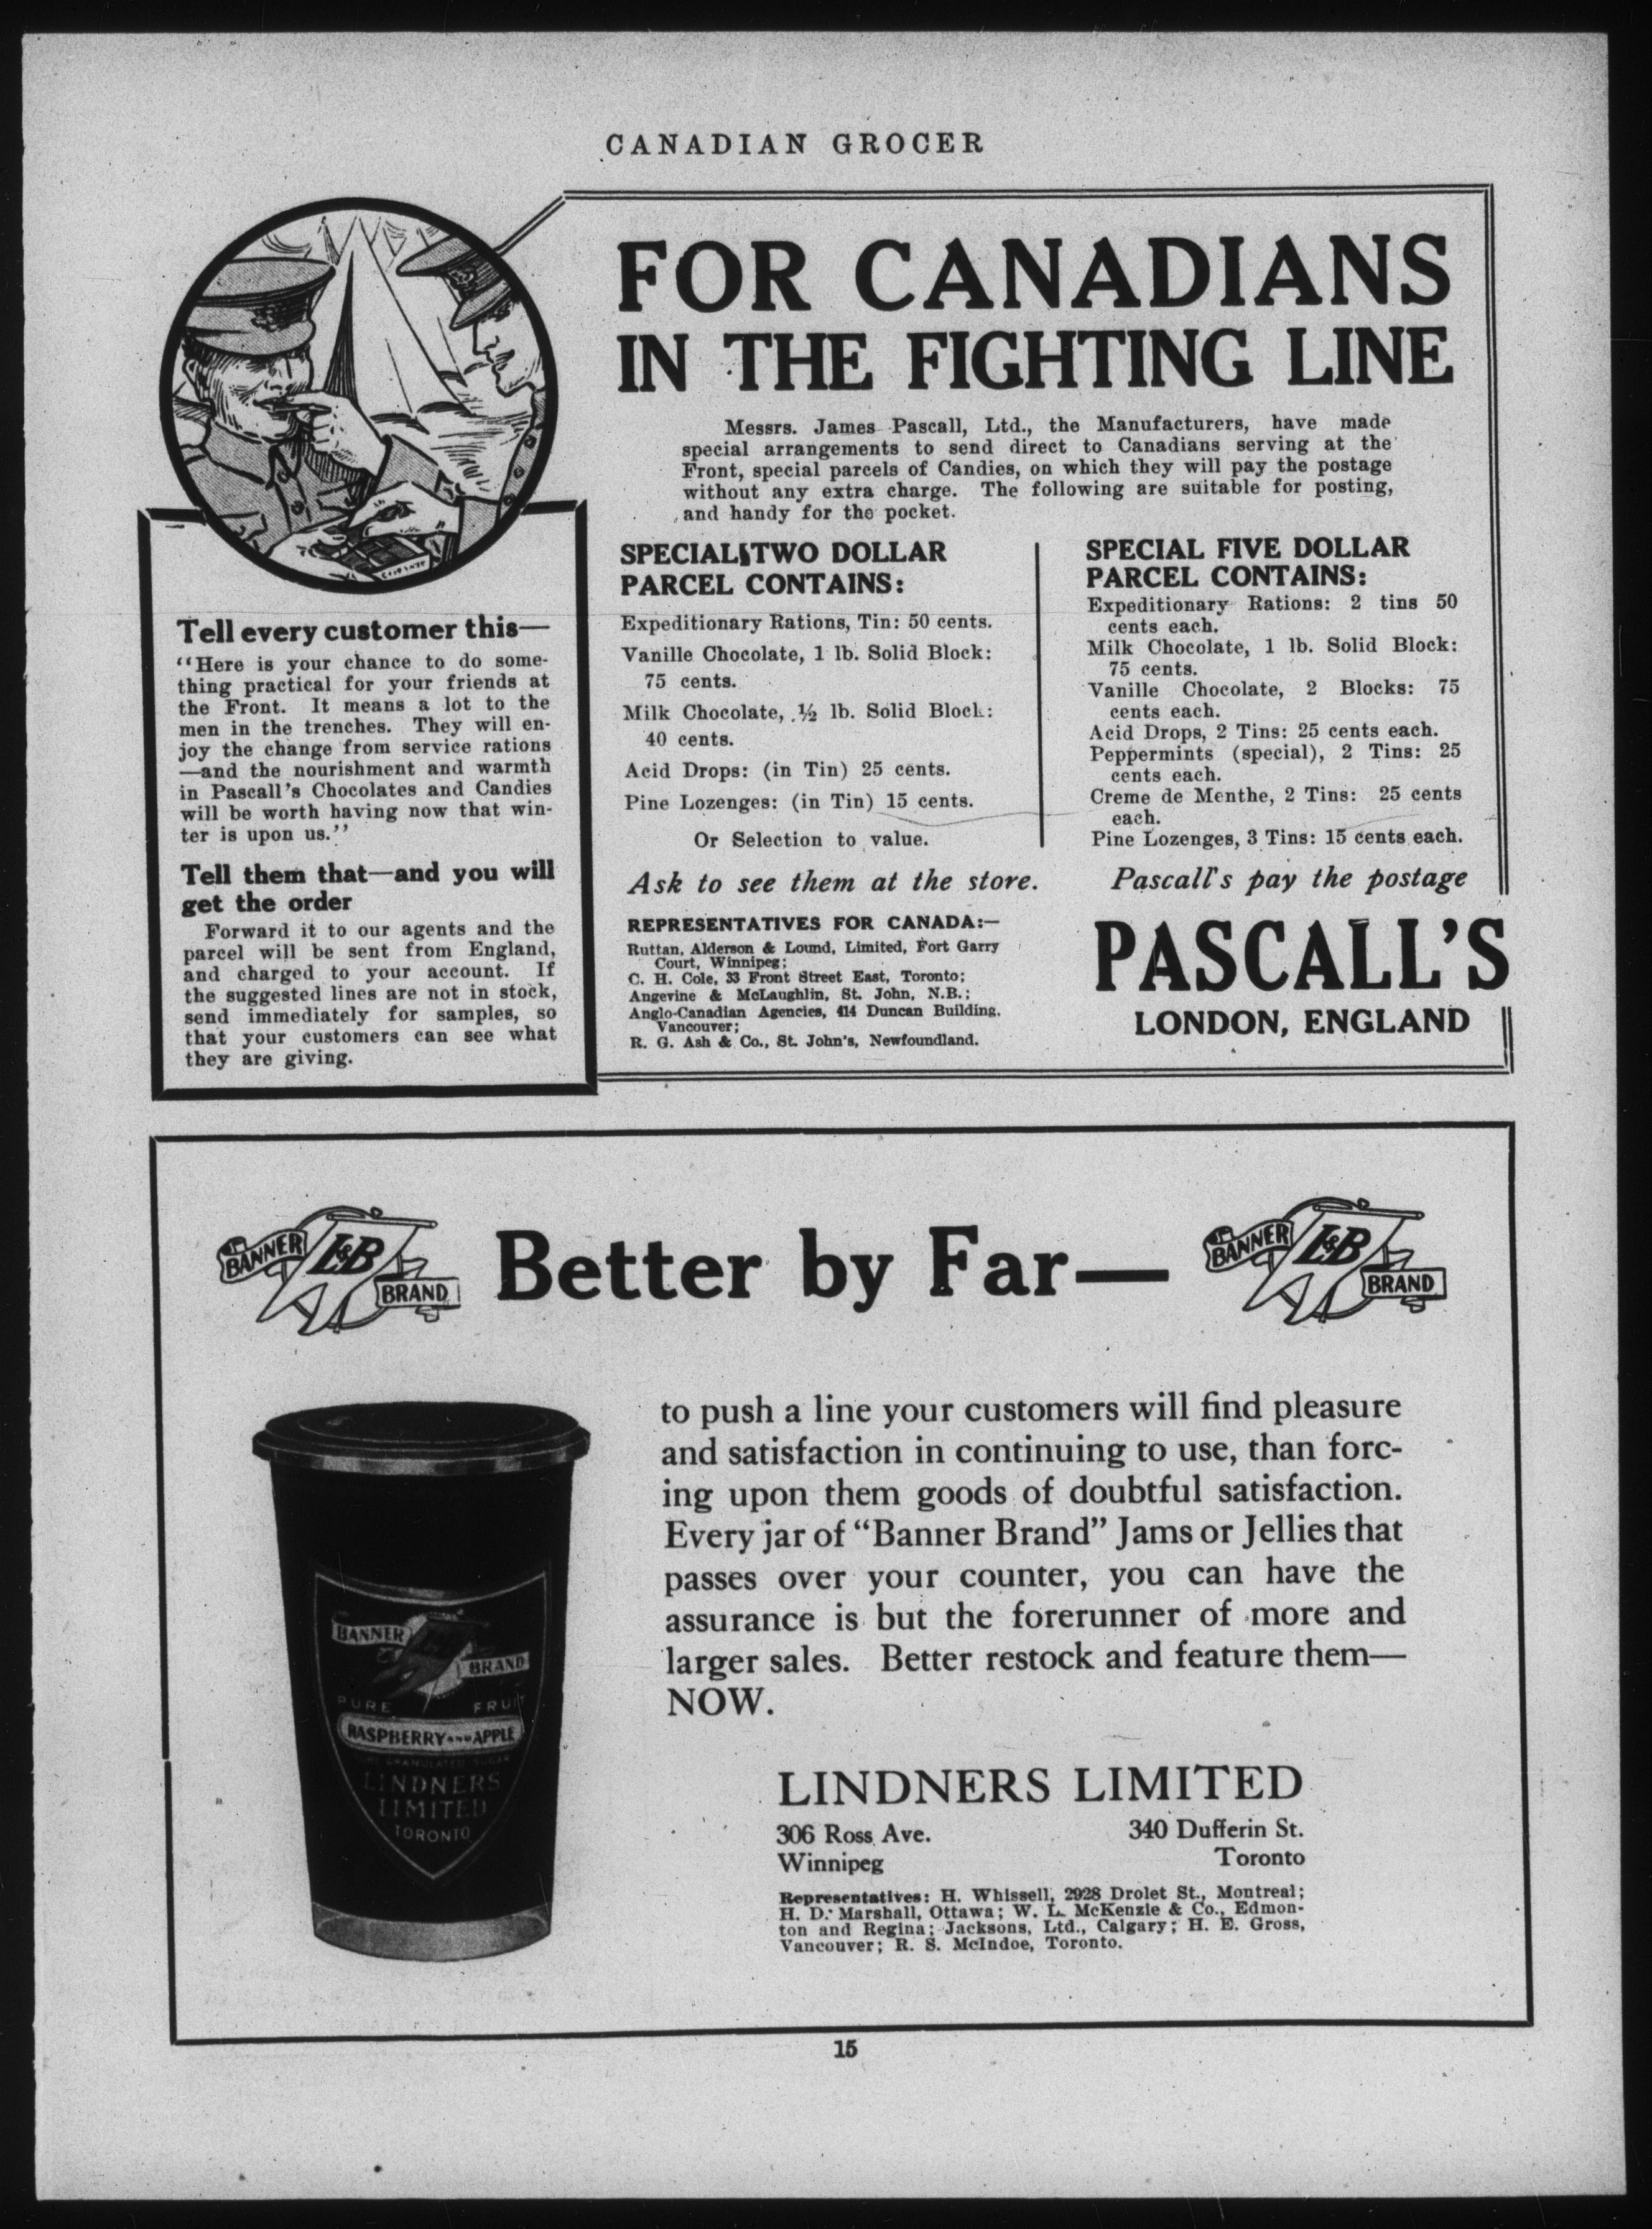 CANADIAN GROCER
FOR CANADIANS
IN THE FIGHTING LINE
Messrs. James Pascall, Ltd., the Manufacturers, have made
special arrangements to send direct to Canadians serving at the
Front, special parcels of Candies, on which they will pay the postage
without any extra charge. The following are suitable for posting,
and handy for the pocket.
Tell every customer this—
"Here is your chance to do some-
thing practical for your friends at
the Front. It means a lot to the
men in the trenches. They will en-
joy the change from service rations
—and the nourishment and warmth
in Pascall's Chocolates and Candies
will be worth having now that win-
ter is upon us."
Tell them that—and you will
get the order
Forward it to our agents and the
parcel will be sent from England,
and charged to your account. If
the suggested lines are not in stock,
send immediately for samples, so
that your customers can see what
they are giving.
SPECIAL TWO DOLLAR
PARCEL CONTAINS:
Expeditionary Rations, Tin: 50 cents.
Vanille Chocolate, 1 lb. Solid Block:
75 cents.
Milk Chocolate, ½ lb. Solid Block:
40 cents.
Acid Drops: (in Tin) 25 cents.
Pine Lozenges: (in Tin) 15 cents.
Or Selection to value.
Ask to see them at the store.
REPRESENTATIVES FOR CANADA:—
Ruttan, Alderson & Lound, Limited, Fort Garry
Court, Winnipeg;
C. H. Cole, 33 Front Street East, Toronto;
Angevine & McLaughlin, St. John, N.B.;
Anglo-Canadian Agencies, 414 Duncan Building,
Vancouver;
R. G. Ash & Co., St. John's, Newfoundland.
SPECIAL FIVE DOLLAR
PARCEL CONTAINS:
Expeditionary Rations: 2 tins 50
cents each.
Milk Chocolate, 1 lb. Solid Block:
75 cents.
Vanille Chocolate, 2 Blocks: 75
cents each.
Acid Drops, 2 Tins: 25 cents each.
Peppermints (special), 2 Tins: 25
cents each.
Creme de Menthe, 2 Tins: 25 cents
each.
Pine Lozenges, 3 Tins: 15 cents each.
Pascall's pay the postage
PASCALL'S
LONDON, ENGLAND
BANNER L&B BRAND
Better by Far—
BANNER L&B BRAND
to push a line your customers will find pleasure
and satisfaction in continuing to use, than forc-
ing upon them goods of doubtful satisfaction.
Every jar of "Banner Brand" Jams or Jellies that
passes over your counter, you can have the
assurance is but the forerunner of more and
larger sales. Better restock and feature them—
NOW.
BANNER
BRAND
PURE FRUIT
RASPBERRY AND APPLE
GRANULATED SUGAR
LINDNERS
LIMITED
TORONTO
LINDNERS LIMITED
306 Ross Ave. 340 Dufferin St.
Winnipeg Toronto
Representatives: H. Whissell, 2928 Drolet St., Montreal;
H. D. Marshall, Ottawa; W. L. McKenzie & Co., Edmon-
ton and Regina; Jacksons, Ltd., Calgary; H. E. Gross,
Vancouver; R. S. McIndoe, Toronto.
15